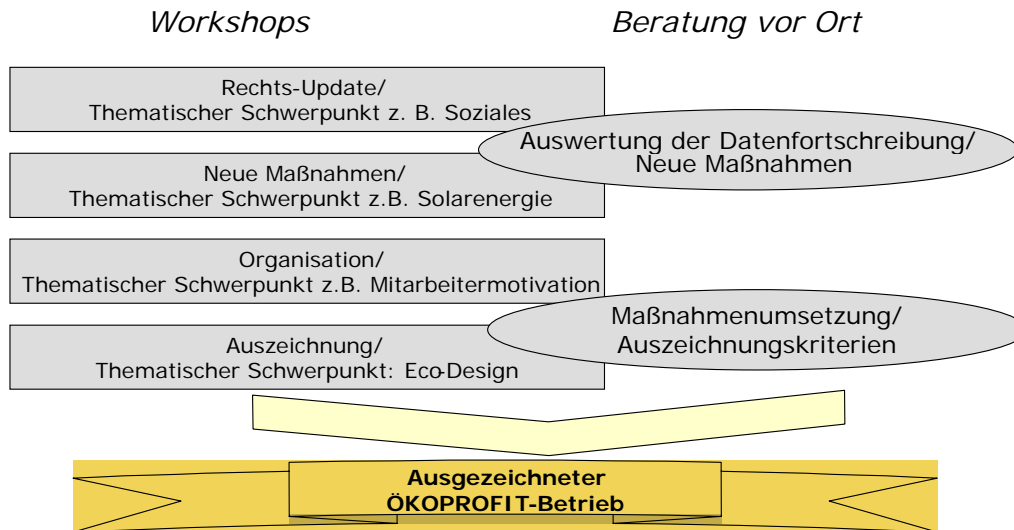 Workshops
Beratung vor Ort
Rechts-Update/
Thematischer Schwerpunkt z. B. Soziales
Auswertung der Datenfortschreibung/
Neue Maßnahmen
Neue Maßnahmen/
Thematischer Schwerpunkt z.B. Solarenergie
Organisation/
Thematischer Schwerpunkt z.B. Mitarbeitermotivation
Maßnahmenumsetzung/
Auszeichnungskriterien
Auszeichnung/
Thematischer Schwerpunkt: Eco-Design
Ausgezeichneter
ÖKOPROFIT-Betrieb